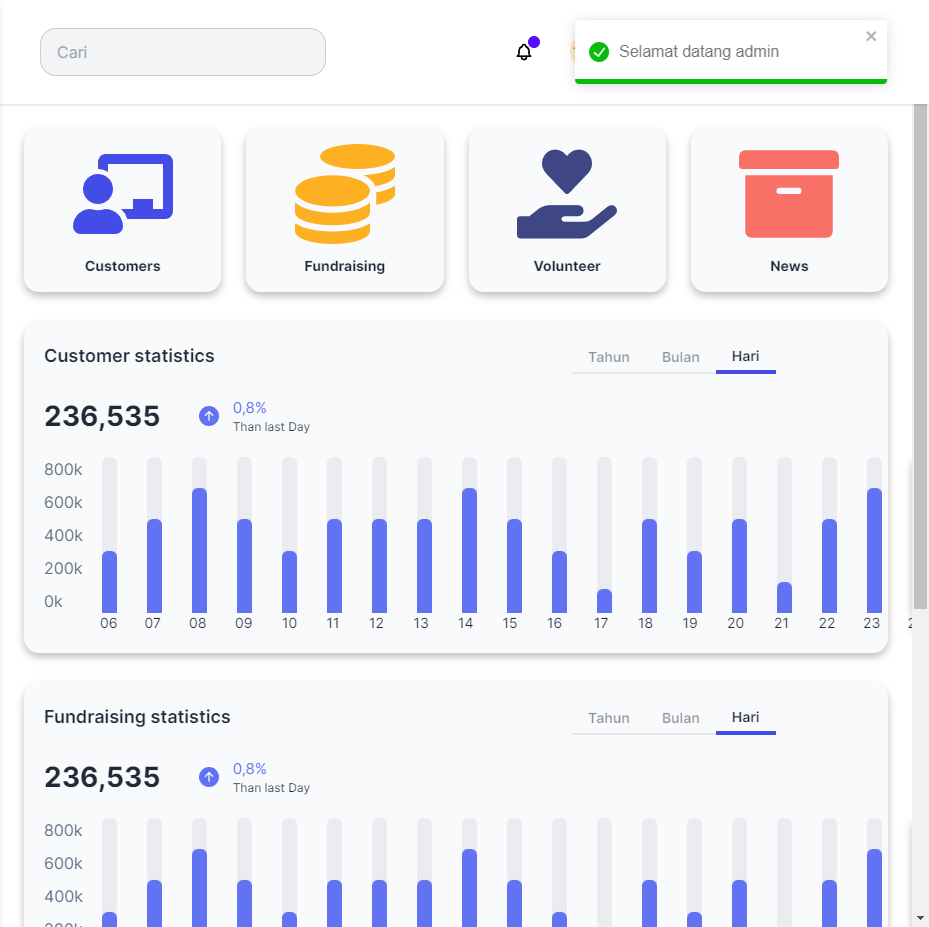 Cari
Selamat datang admin
Customers
Fundraising
Volunteer
News
Customer statistics
Tahun Bulan Hari
236,535
0,8%
Than last Day
800k
600k
400k
200k
0k
06 07 08 09 10 11 12 13 14 15 16 17 18 19 20 21 22 23
Fundraising statistics
Tahun Bulan Hari
236,535
0,8%
Than last Day
800k
600k
400k
200k